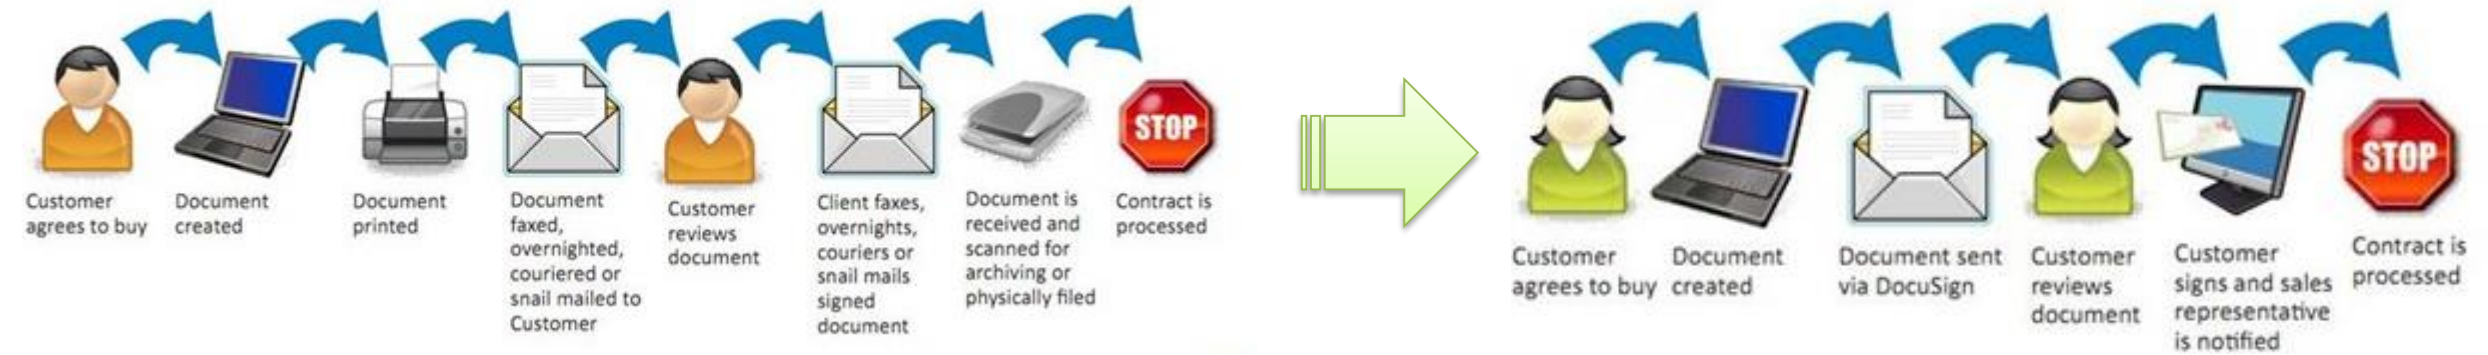 Customer
agrees to buy
Document
created
Document
printed
Document
faxed,
overnighted,
couriered or
snail mailed to
Customer
Customer
reviews
document
Client faxes,
overnights,
couriers or
snail mails
signed
document
Document is
received and
scanned for
archiving or
physically filed
STOP
Contract is
processed
Customer
agrees to buy
Document
created
Document sent
via DocuSign
Customer
reviews
document
Customer
signs and sales
representative
is notified
STOP
Contract is
processed